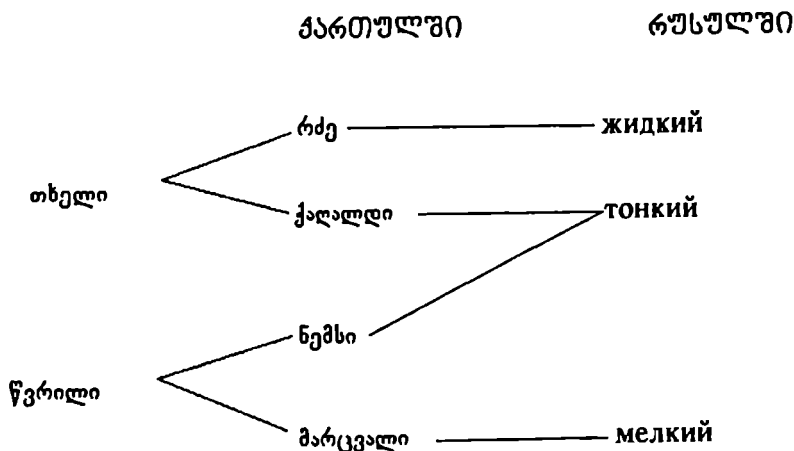 ქართულში რუსულში
რძე жидкий
თხელი
ქაღალდი тонкий
ნემსი
წვრილი
მარცვალი мелкий